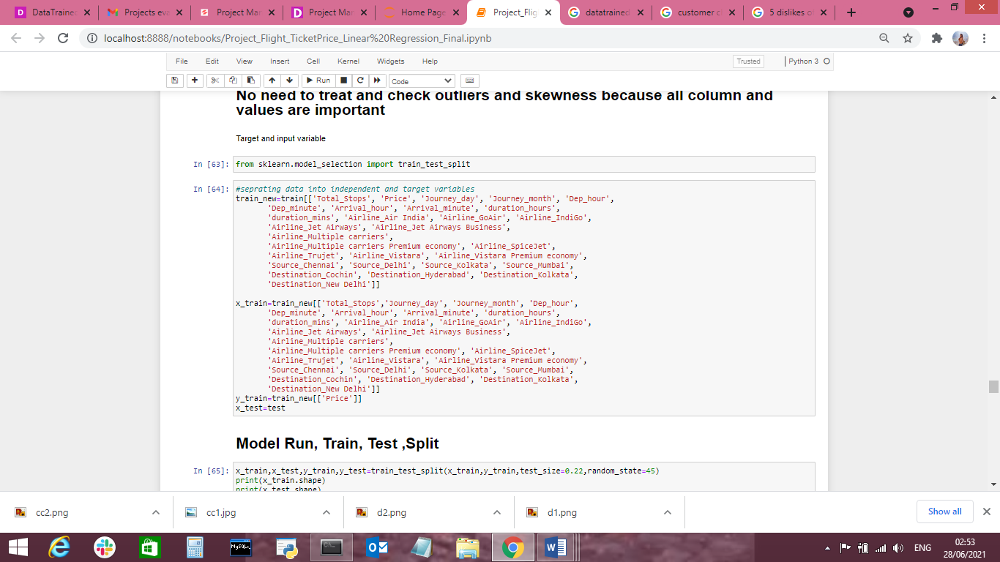 DataTrained
Projects eva
Project Mar
Project Mar
Home Page
Project_Flig
datatrained
customer c
5 dislikes o
localhost:8888/notebooks/Project_Flight_TicketPrice_Linear%20Regression_Final.ipynb
File Edit View Insert Cell Kernel Widgets Help Trusted Python 3
Run Code
No need to treat and check outliers and skewness because all column and
values are important
Target and input variable
In [63]: from sklearn.model_selection import train_test_split
In [64]: #seprating data into independent and target variables
train_new=train[['Total_Stops', 'Price', 'Journey_day', 'Journey_month', 'Dep_hour',
'Dep_minute', 'Arrival_hour', 'Arrival_minute', 'duration_hours',
'duration_mins', 'Airline_Air India', 'Airline_GoAir', 'Airline_IndiGo',
'Airline_Jet Airways', 'Airline_Jet Airways Business',
'Airline_Multiple carriers',
'Airline_Multiple carriers Premium economy', 'Airline_SpiceJet',
'Airline_Trujet', 'Airline_Vistara', 'Airline_Vistara Premium economy',
'Source_Chennai', 'Source_Delhi', 'Source_Kolkata', 'Source_Mumbai',
'Destination_Cochin', 'Destination_Hyderabad', 'Destination_Kolkata',
'Destination_New Delhi']]
x_train=train_new[['Total_Stops','Journey_day', 'Journey_month', 'Dep_hour',
'Dep_minute', 'Arrival_hour', 'Arrival_minute', 'duration_hours',
'duration_mins', 'Airline_Air India', 'Airline_GoAir', 'Airline_IndiGo',
'Airline_Jet Airways', 'Airline_Jet Airways Business',
'Airline_Multiple carriers',
'Airline_Multiple carriers Premium economy', 'Airline_SpiceJet',
'Airline_Trujet', 'Airline_Vistara', 'Airline_Vistara Premium economy',
'Source_Chennai', 'Source_Delhi', 'Source_Kolkata', 'Source_Mumbai',
'Destination_Cochin', 'Destination_Hyderabad', 'Destination_Kolkata',
'Destination_New Delhi']]
y_train=train_new[['Price']]
x_test=test
Model Run, Train, Test ,Split
In [65]: x_train,x_test,y_train,y_test=train_test_split(x_train,y_train,test_size=0.22,random_state=45)
print(x_train.shape)
print(x_test.shape)
cc2.png
cc1.jpg
d2.png
d1.png
Show all
MySQL
ENG
02:53
28/06/2021